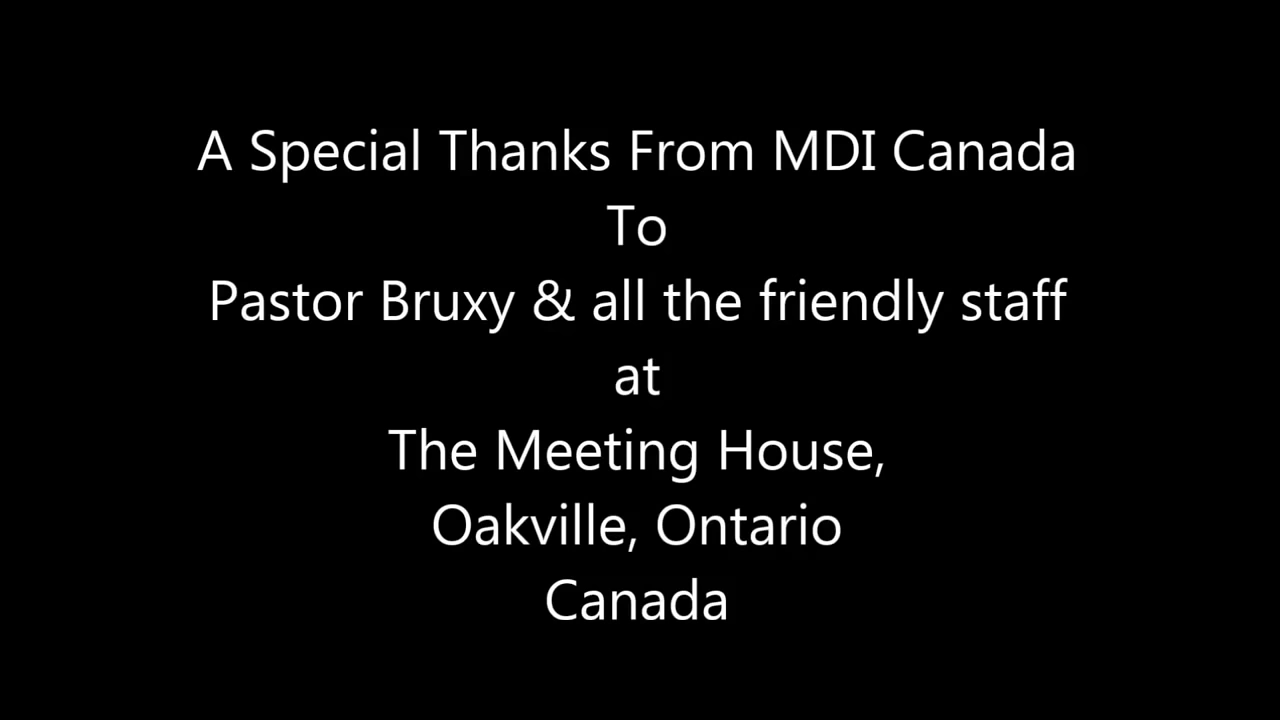 A Special Thanks From MDI Canada
To
Pastor Bruxy & all the friendly staff
at
The Meeting House,
Oakville, Ontario
Canada